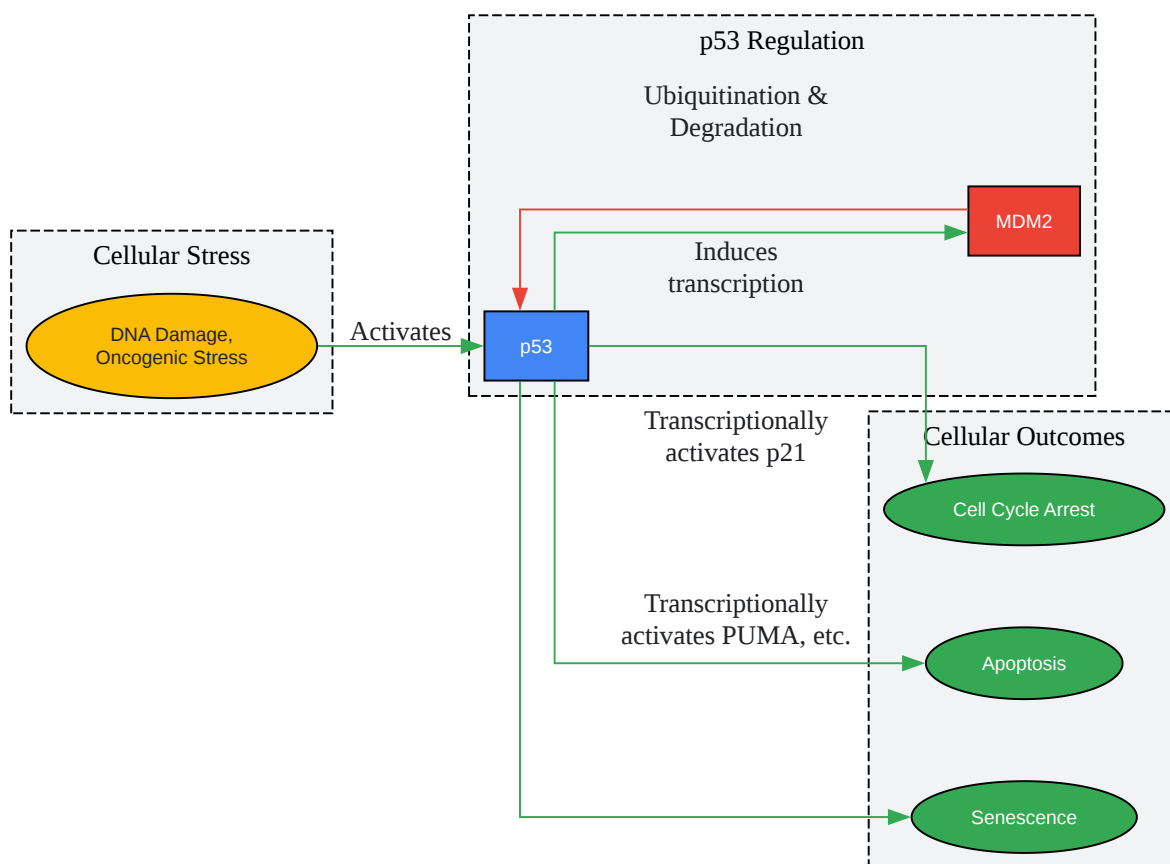 p53 Regulation
Ubiquitination &
Degradation
MDM2
Induces
transcription
Cellular Stress
DNA Damage,
Oncogenic Stress
Activates
p53
Transcriptionally
activates p21
Cellular Outcomes
Cell Cycle Arrest
Transcriptionally
activates PUMA, etc.
Apoptosis
Senescence